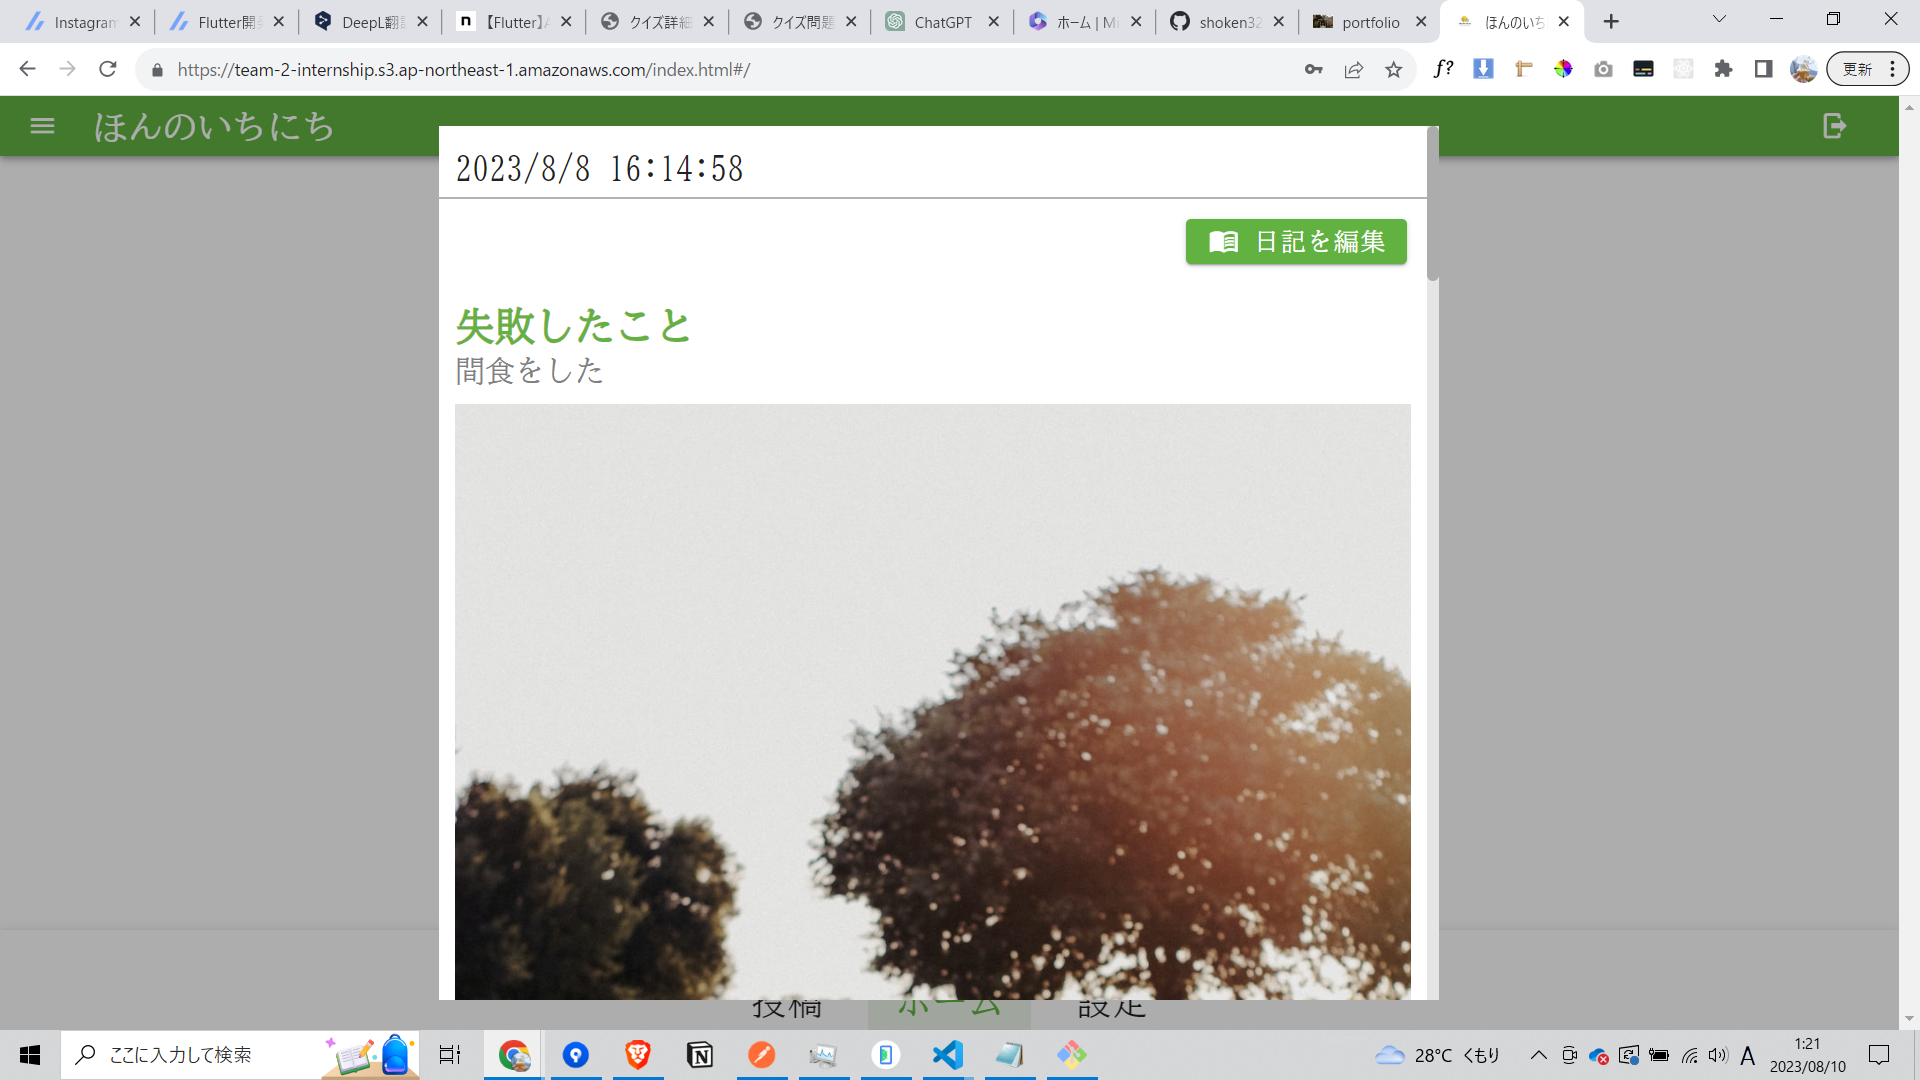 Instagram
Flutter開発
DeepL翻訳
【Flutter】A
クイズ詳細
クイズ問題
ChatGPT
ホーム | Mi
shoken32
portfolio
ほんのいち
https://team-2-internship.s3.ap-northeast-1.amazonaws.com/index.html#/
f?
更新
ほんのいちにち
2023/8/8 16:14:58
日記を編集
失敗したこと
間食をした
投稿
ホーム
設定
ここに入力して検索
28°C くもり
A
1:21
2023/08/10